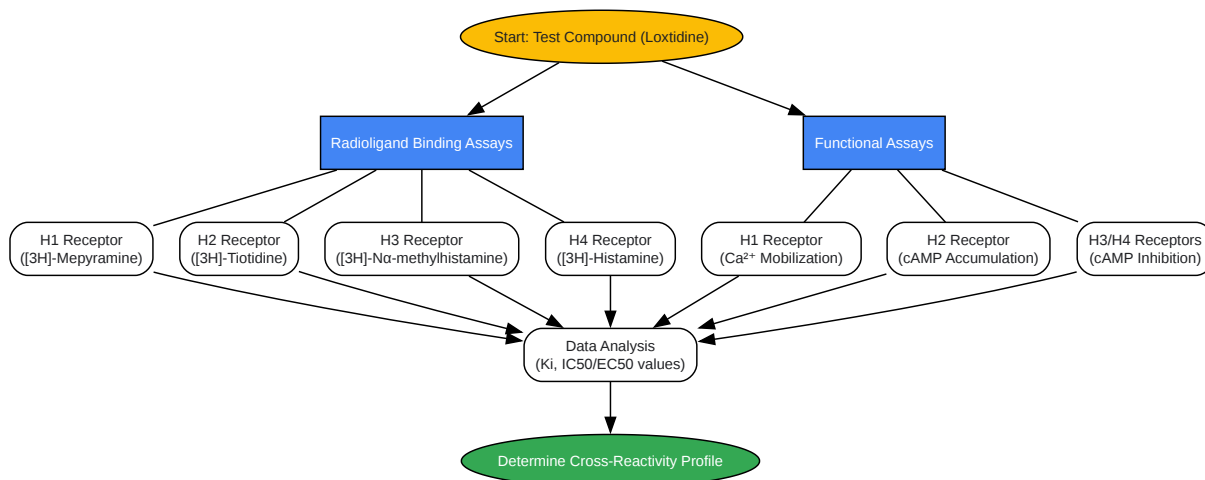 Start: Test Compound (Loxtidine)
Radioligand Binding Assays
Functional Assays
H1 Receptor
([3H]-Mepyramine)
H2 Receptor
([3H]-Tiotidine)
H3 Receptor
([3H]-Nα-methylhistamine)
H4 Receptor
([3H]-Histamine)
H1 Receptor
(Ca²⁺ Mobilization)
H2 Receptor
(cAMP Accumulation)
H3/H4 Receptors
(cAMP Inhibition)
Data Analysis
(Ki, IC50/EC50 values)
Determine Cross-Reactivity Profile